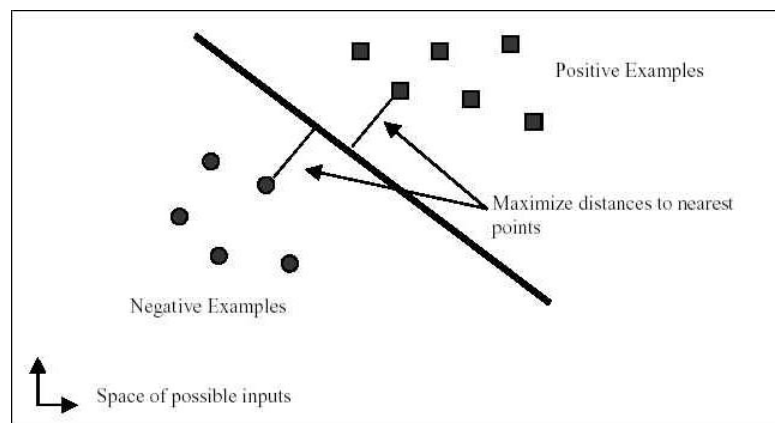 Positive Examples
Maximize distances to nearest
points
Negative Examples
Space of possible inputs